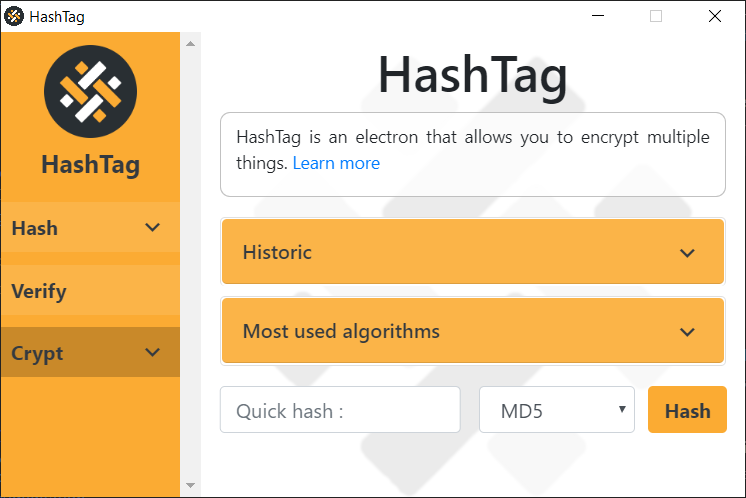 HashTag
HashTag
Hash
Verify
Crypt
HashTag
HashTag is an electron that allows you to encrypt multiple
things. Learn more
Historic
Most used algorithms
Quick hash :
MD5
Hash